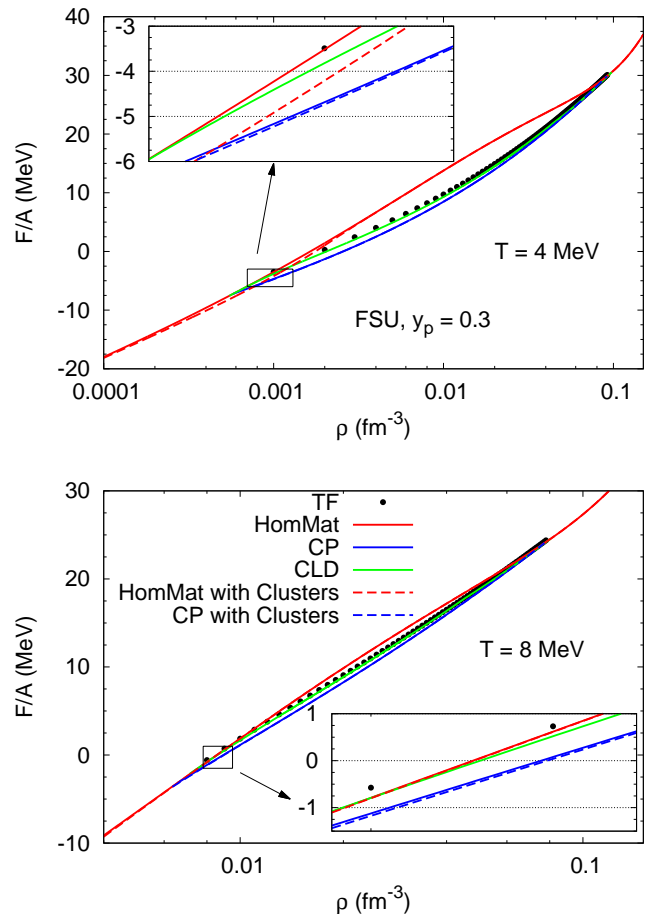 40
30
20
10
0
-10
-20
F/A (MeV)
-3
-4
-5
-6
T = 4 MeV
FSU, y_p = 0.3
0.0001
0.001
0.01
0.1
ρ (fm⁻³)
30
20
10
0
-10
F/A (MeV)
TF
HomMat
CP
CLD
HomMat with Clusters
CP with Clusters
T = 8 MeV
1
0
-1
0.01
0.1
ρ (fm⁻³)